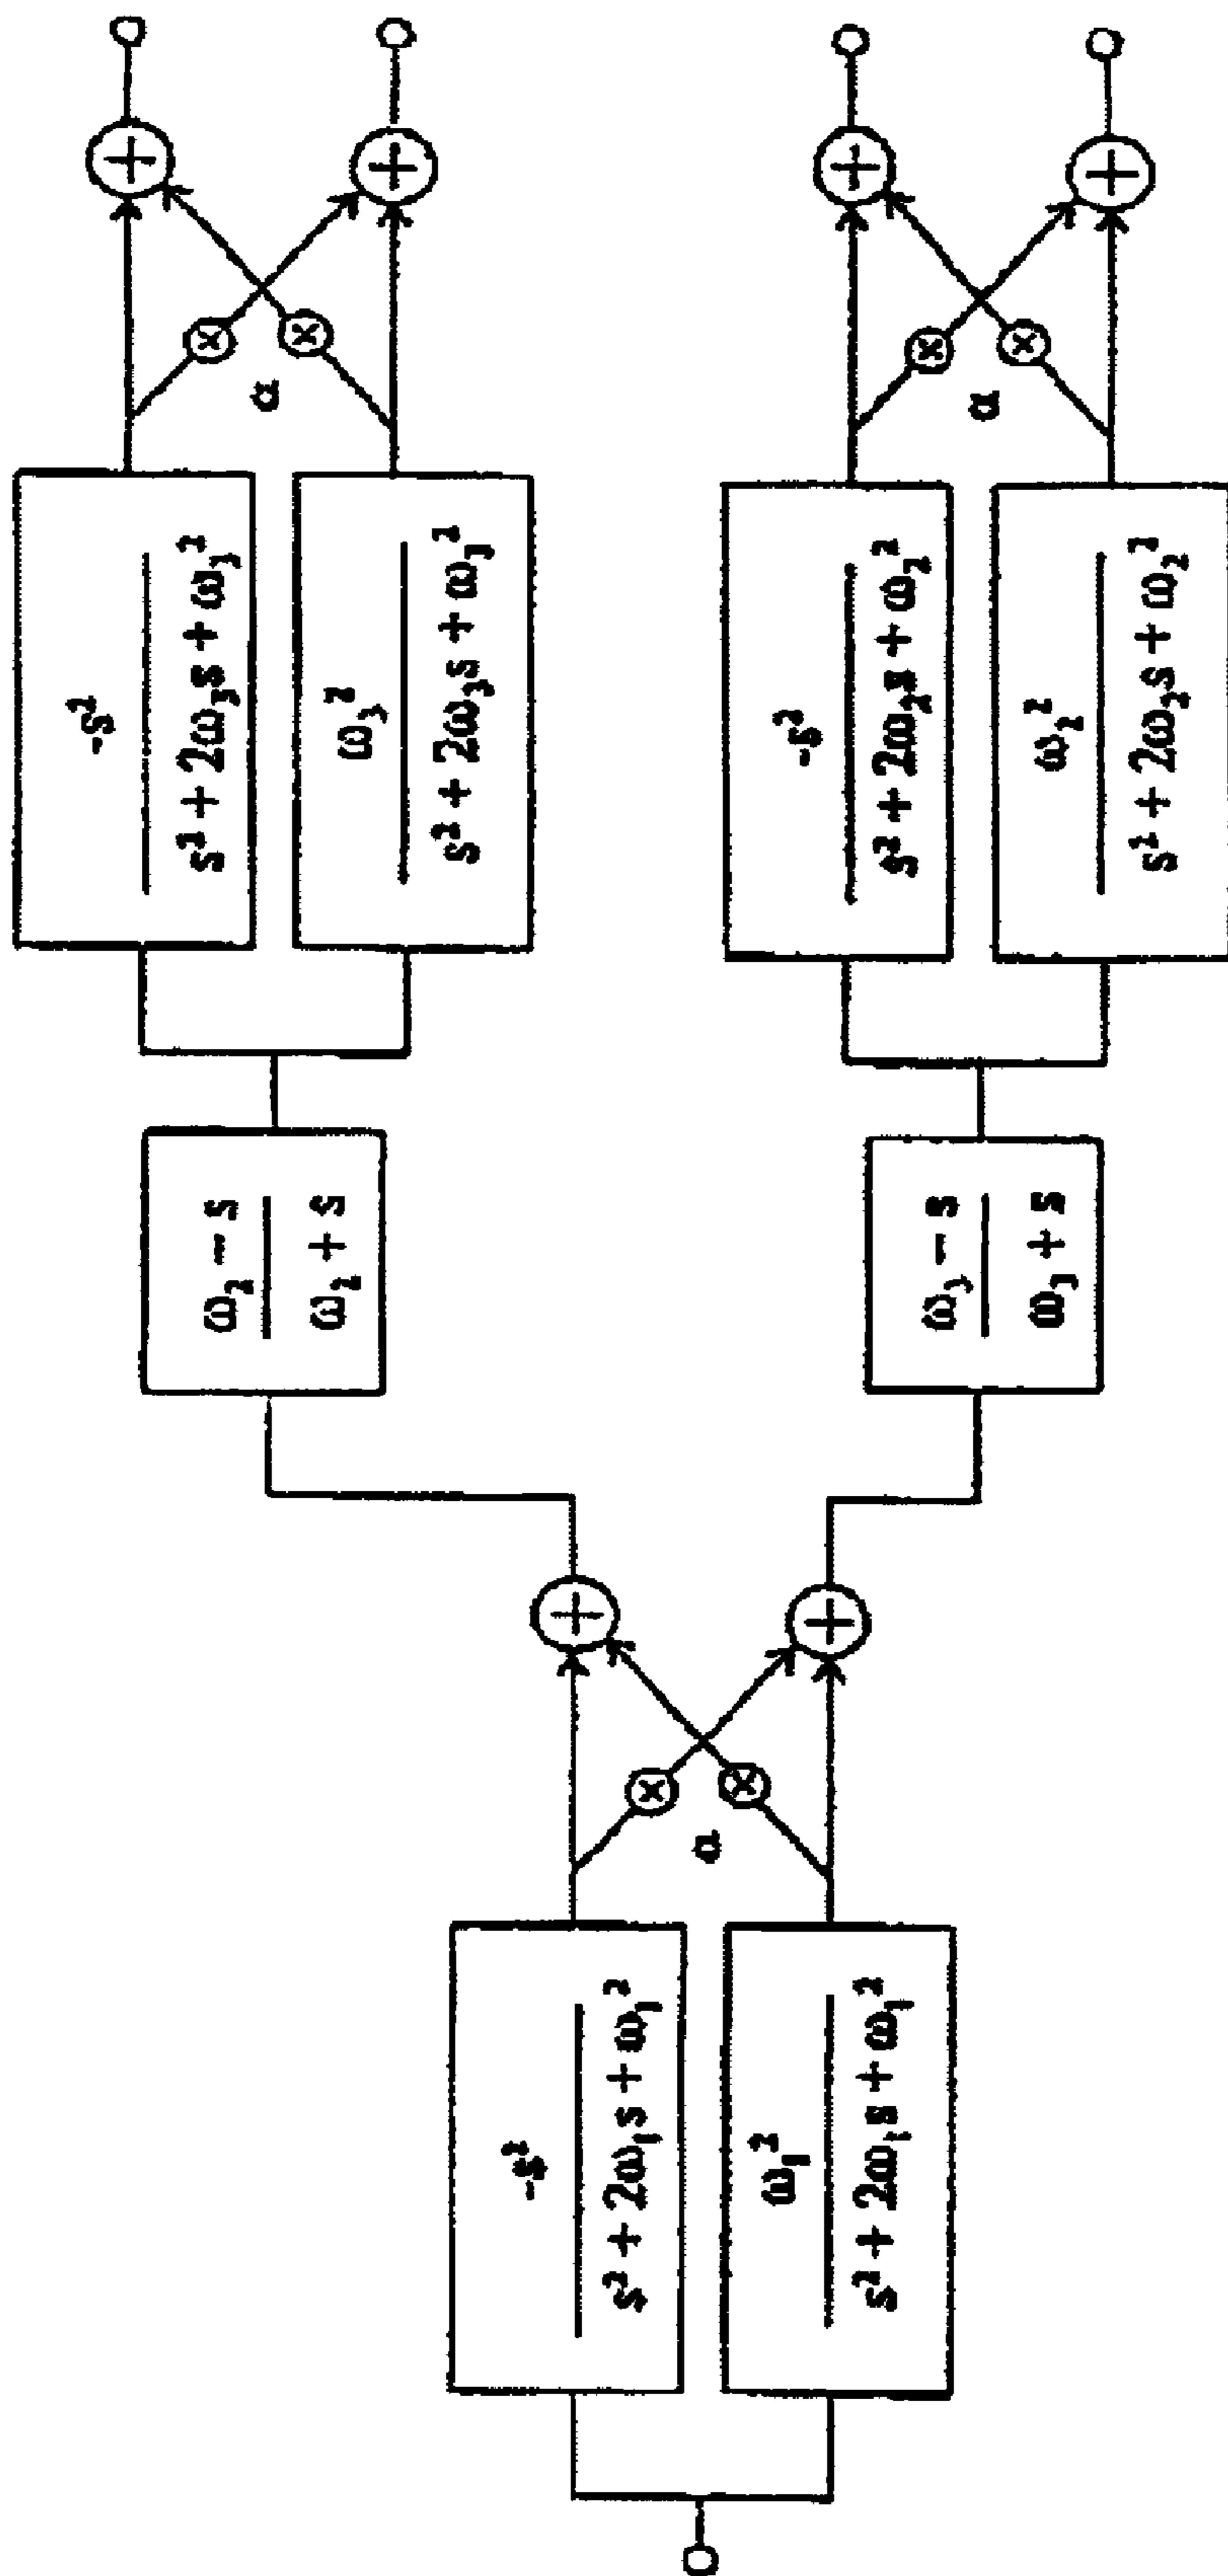 -s²
s² + 2ω₁s + ω₁²
ω₁²
s² + 2ω₁s + ω₁²
α
ω₂ − s
ω₂ + s
-s²
s² + 2ω₃s + ω₃²
ω₃²
s² + 2ω₃s + ω₃²
α
ω₃ − s
ω₃ + s
-s²
s² + 2ω₂s + ω₂²
ω₂²
s² + 2ω₂s + ω₂²
α